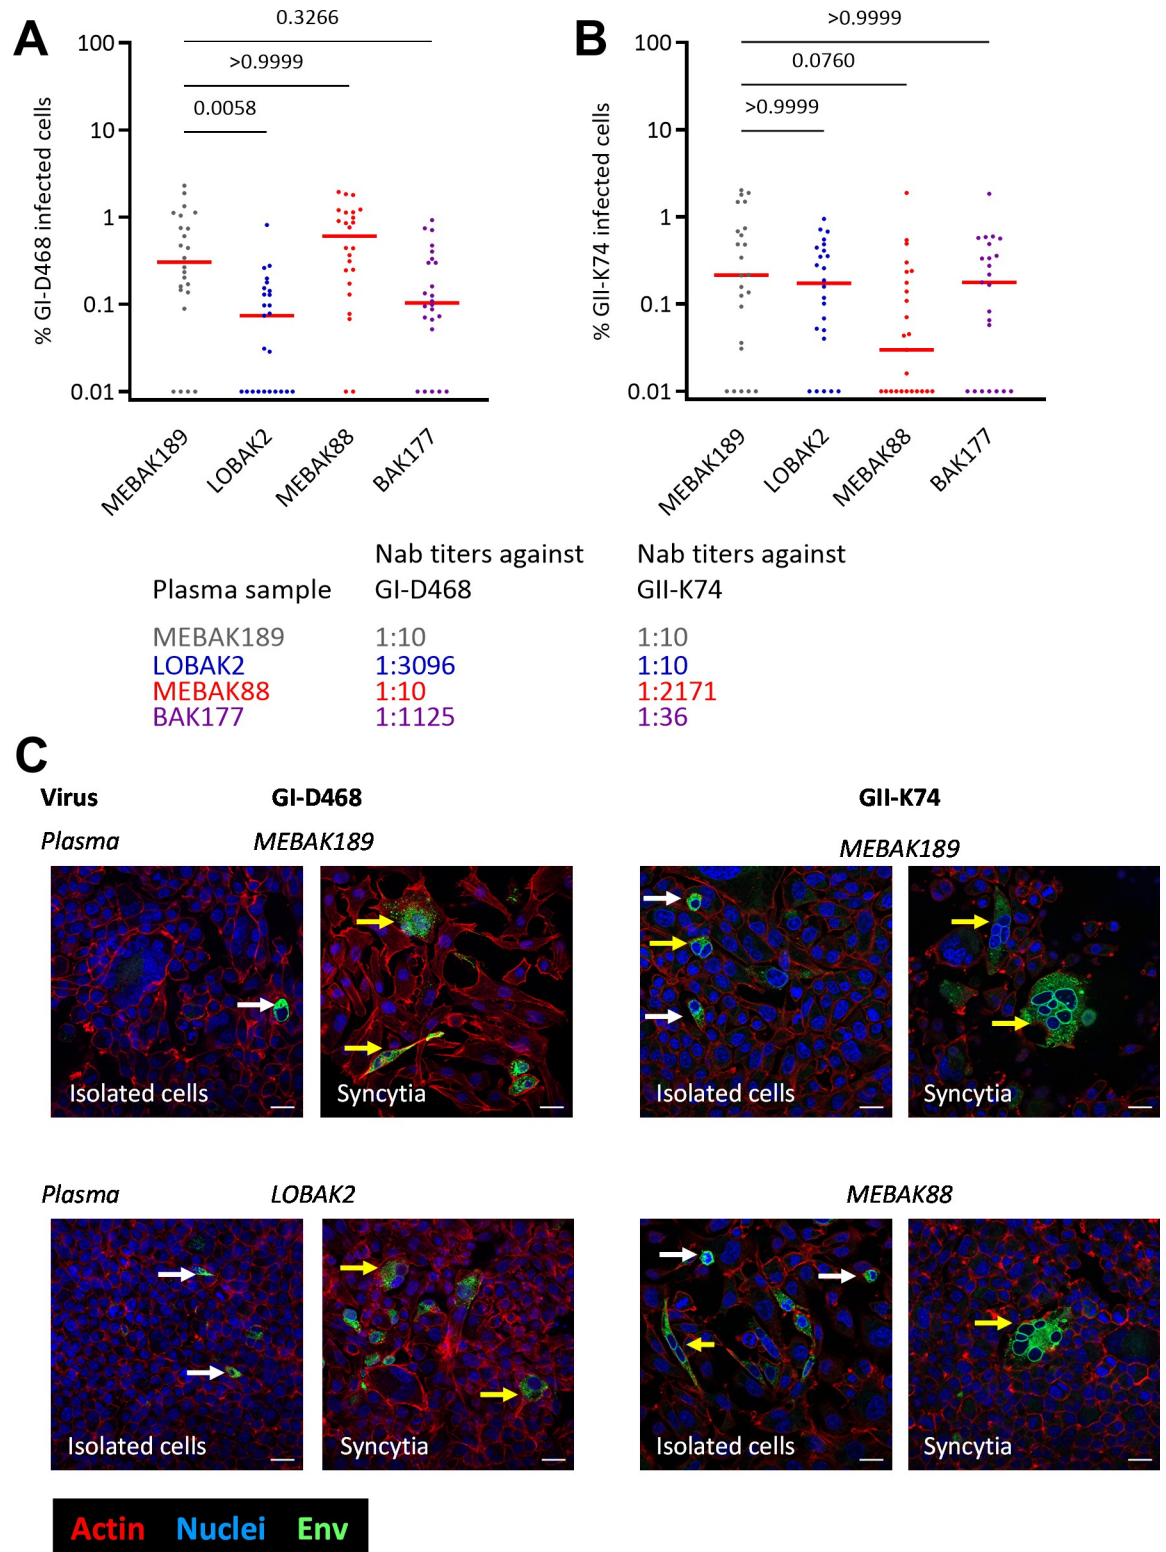 A
0.3266
>0.9999
0.0058
100
10
1
0.1
0.01
% GI-D468 infected cells
MEBAK189
LOBAK2
MEBAK88
BAK177
B
>0.9999
0.0760
>0.9999
100
10
1
0.1
0.01
% GII-K74 infected cells
MEBAK189
LOBAK2
MEBAK88
BAK177
Nab titers against Nab titers against
Plasma sample GI-D468 GII-K74
MEBAK189 1:10 1:10
LOBAK2 1:3096 1:10
MEBAK88 1:10 1:2171
BAK177 1:1125 1:36
C
Virus GI-D468 GII-K74
Plasma MEBAK189 MEBAK189
Isolated cells Syncytia Isolated cells Syncytia
Plasma LOBAK2 MEBAK88
Isolated cells Syncytia Isolated cells Syncytia
Actin Nuclei Env